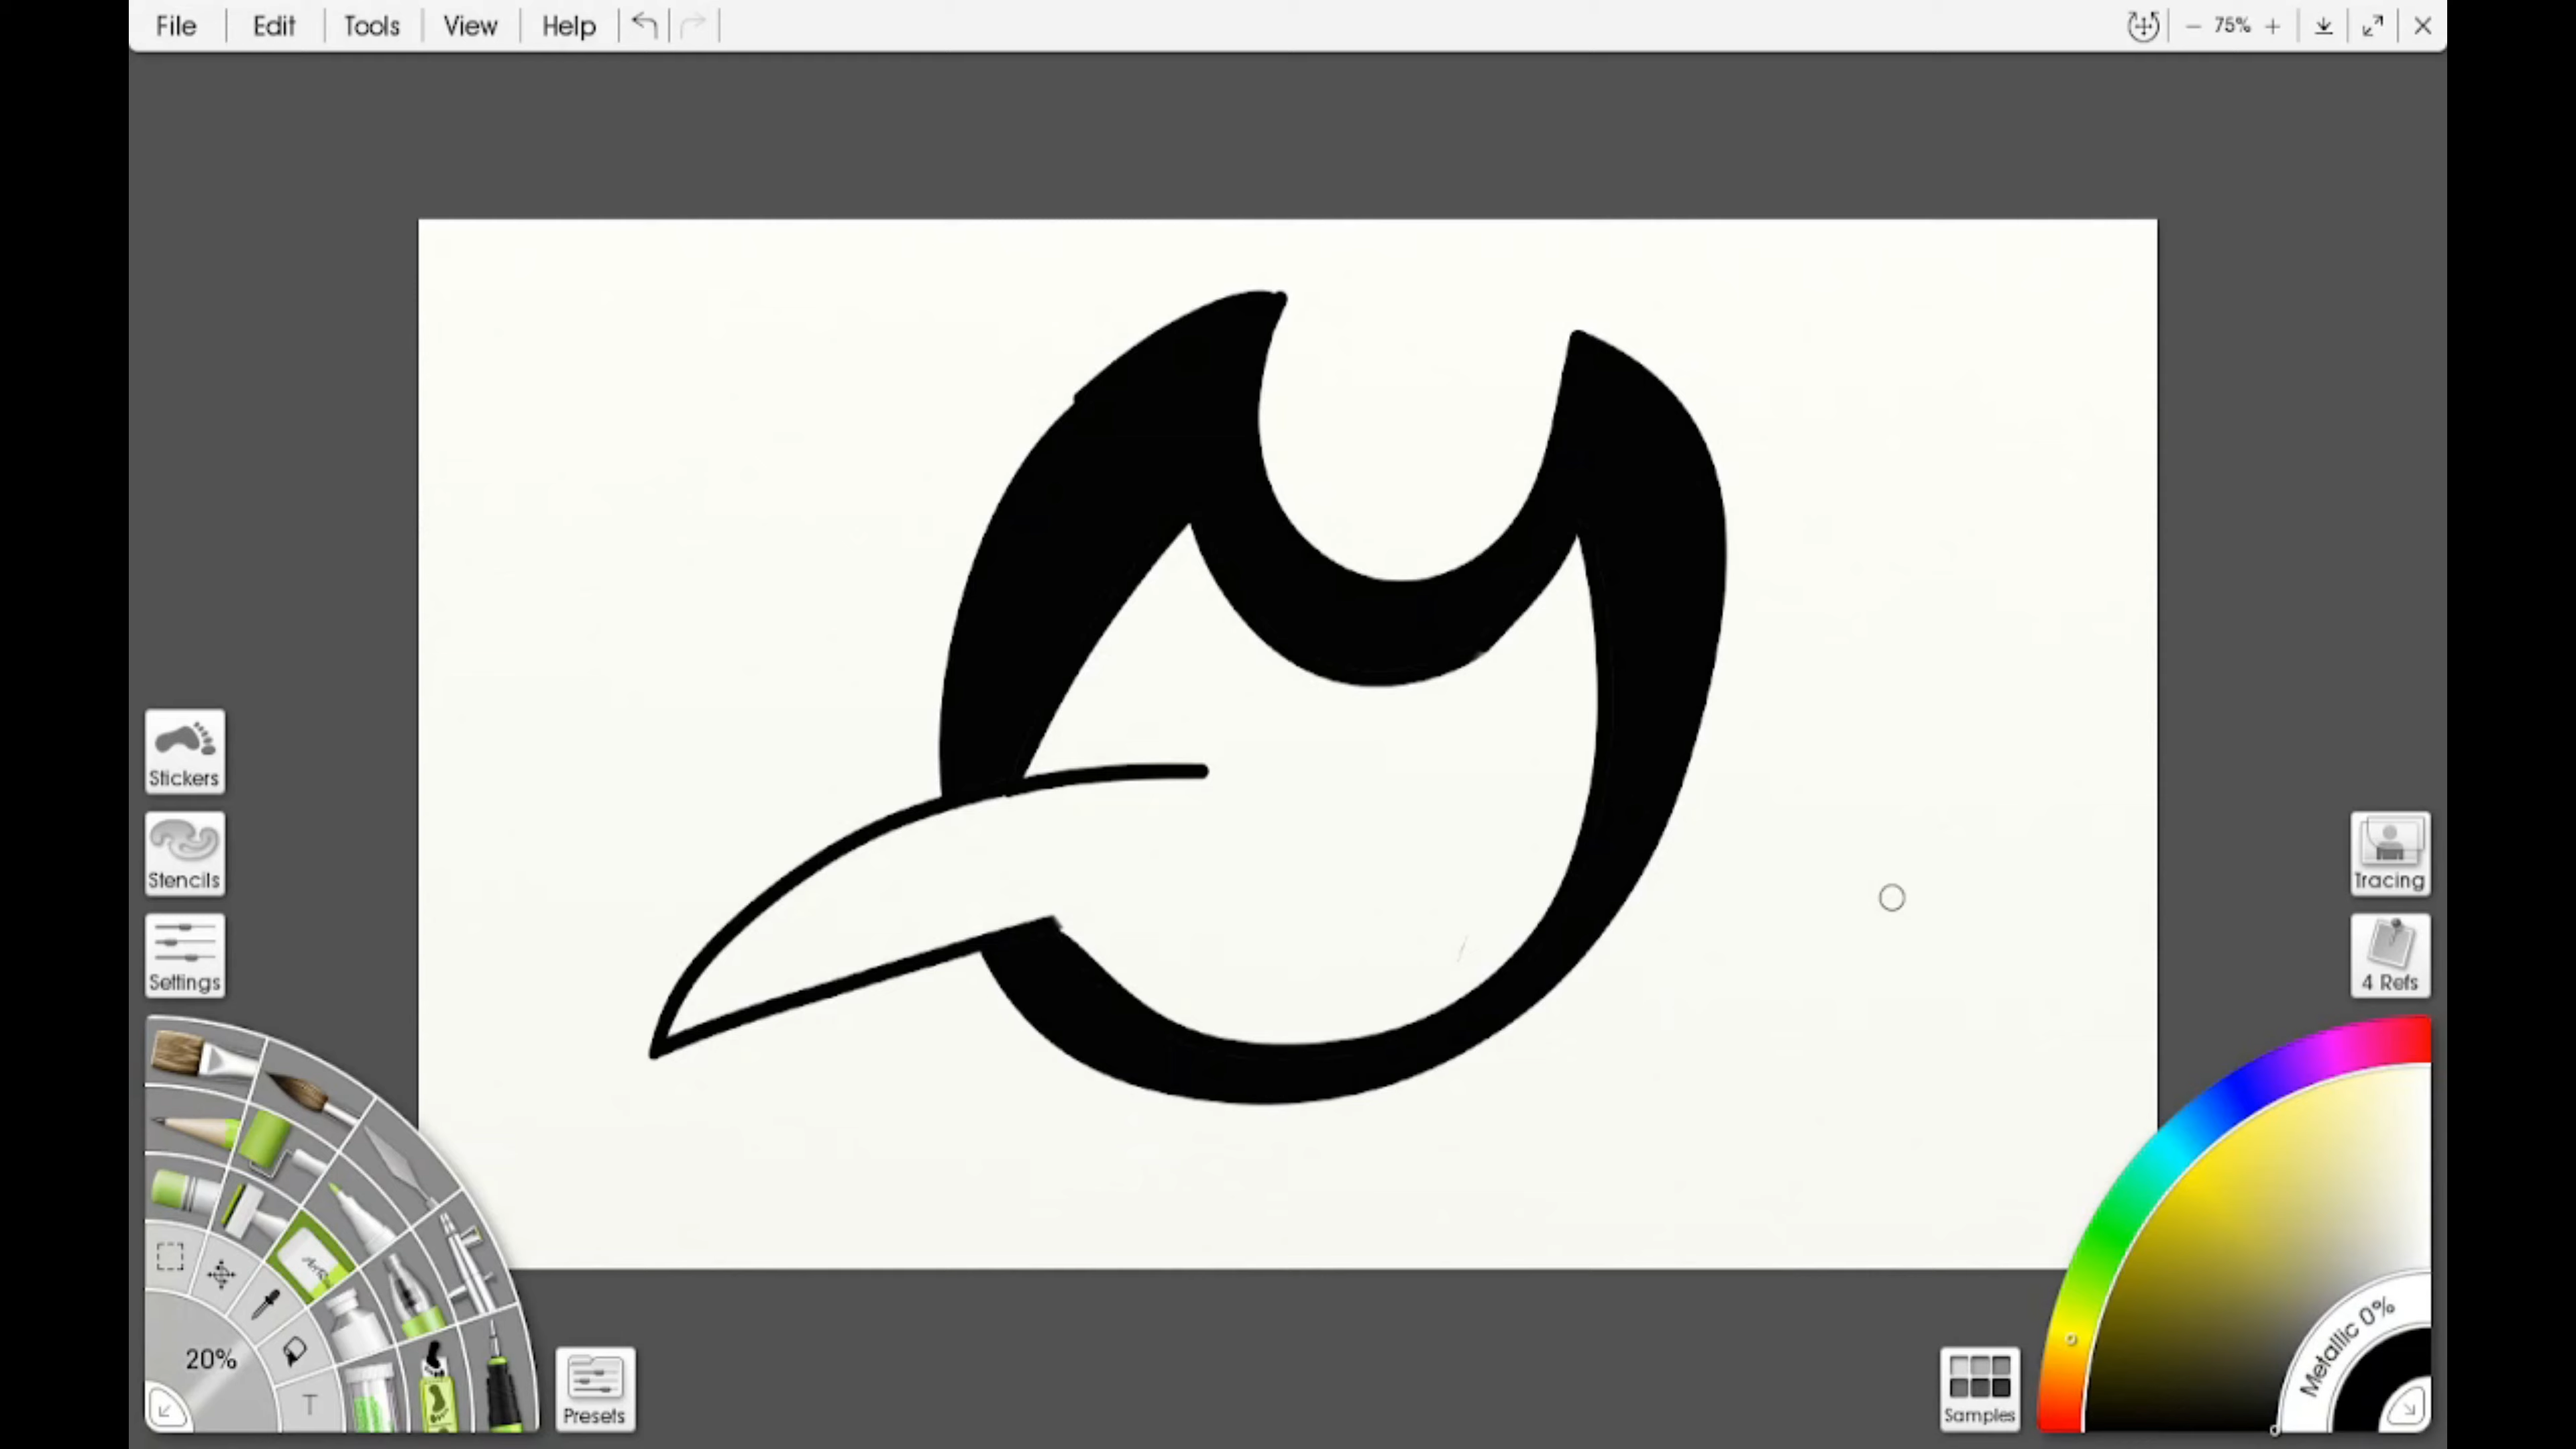 File Edit Tools View Help 75%
Stickers
Stencils
Settings
Tracing
4 Refs
20%
T
Presets
Samples
Metallic 0%